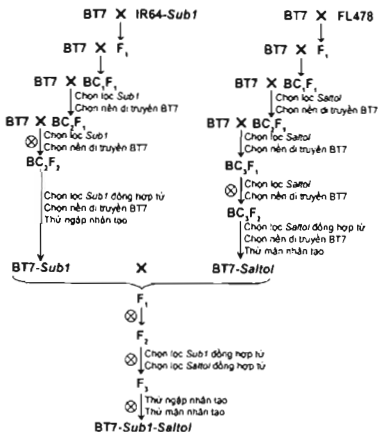 BT7 X IR64-Sub1
BT7 X F1
BT7 X BC1F1
Chọn lọc Sub1
Chọn nền di truyền BT7
BT7 X BC2F1
Chọn lọc Sub1
Chọn nền di truyền BT7
BC2F2
Chọn lọc Sub1 đồng hợp tử
Chọn nền di truyền BT7
Thử ngập nhân tạo
BT7-Sub1
BT7 X FL478
BT7 X F1
BT7 X BC1F1
Chọn lọc Saltol
Chọn nền di truyền BT7
BT7 X BC2F1
Chọn lọc Saltol
Chọn nền di truyền BT7
BC3F1
Chọn lọc Saltol
Chọn nền di truyền BT7
BC3F2
Chọn lọc Saltol đồng hợp tử
Chọn nền di truyền BT7
Thử mặn nhân tạo
X BT7-Saltol
F1
F2
Chọn lọc Sub1 đồng hợp tử
Chọn lọc Saltol đồng hợp tử
F3
Thử ngập nhân tạo
Thử mặn nhân tạo
BT7-Sub1-Saltol